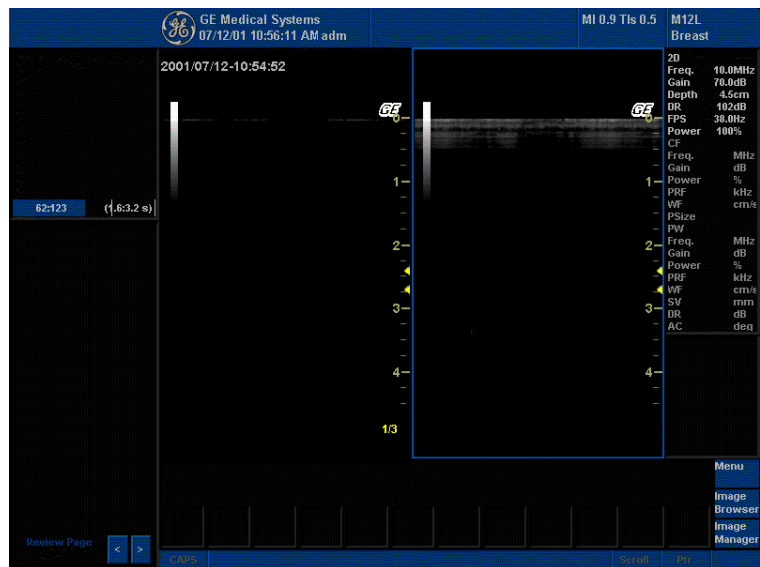 GE Medical Systems
07/12/01 10:56:11 AM adm
MI 0.9 TIs 0.5
M12L
Breast
2001/07/12-10:54:52
GE
0
1
2
3
4
1/3
GE
0
1
2
3
4
2D
Freq. 10.0MHz
Gain 70.0dB
Depth 4.5cm
DR 102dB
FPS 38.0Hz
Power 100%
CF
Freq. MHz
Gain dB
Power %
PRF kHz
WF cm/s
PSize
PW
Freq. MHz
Gain dB
Power %
PRF kHz
WF cm/s
SV mm
DR dB
AC deg
62:123 (1.6:3.2 s)
Menu
Image
Browser
Image
Manager
Review Page < >
CAPS
Scroll
Ptr